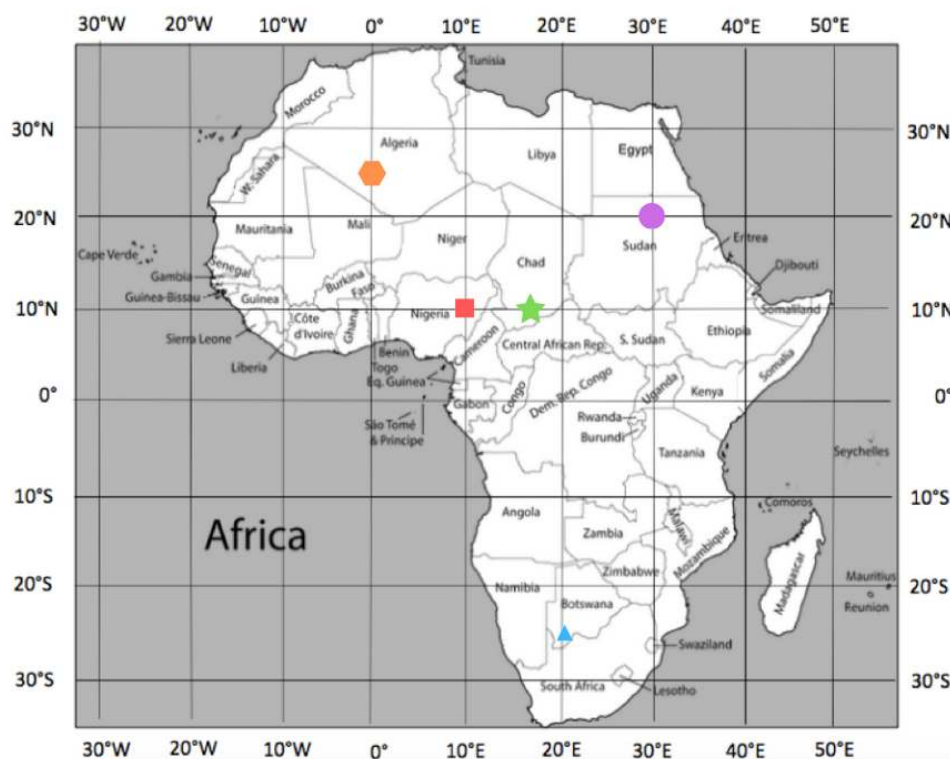 30°W 20°W 10°W 0° 10°E 20°E 30°E 40°E 50°E
Tunisia
Morocco
30°N 30°N
Algeria
Libya
Egypt
W. Sahara
20°N 20°N
Mauritania
Mali
Niger
Chad
Sudan
Eritrea
Cape Verde
Senegal
Gambia
Djibouti
Guinea-Bissau
Guinea
Burkina
Faso
10°N 10°N
Nigeria
Somaliland
Côte
d'Ivoire
Ghana
Sierra Leone
Cameroon
Central African Rep.
S. Sudan
Ethiopia
Liberia
Benin
Togo
Eq. Guinea
Somalia
0° 0°
Gabon
Congo
Dem. Rep. Congo
Uganda
Kenya
São Tomé
& Principe
Rwanda
Burundi
Tanzania
Seychelles
10°S 10°S
Comoros
Angola
Zambia
Malawi
Mozambique
Africa
Madagascar
20°S 20°S
Namibia
Zimbabwe
Mauritius
Botswana
Reunion
Swaziland
30°S 30°S
South Africa
Lesotho
30°W 20°W 10°W 0° 10°E 20°E 30°E 40°E 50°E